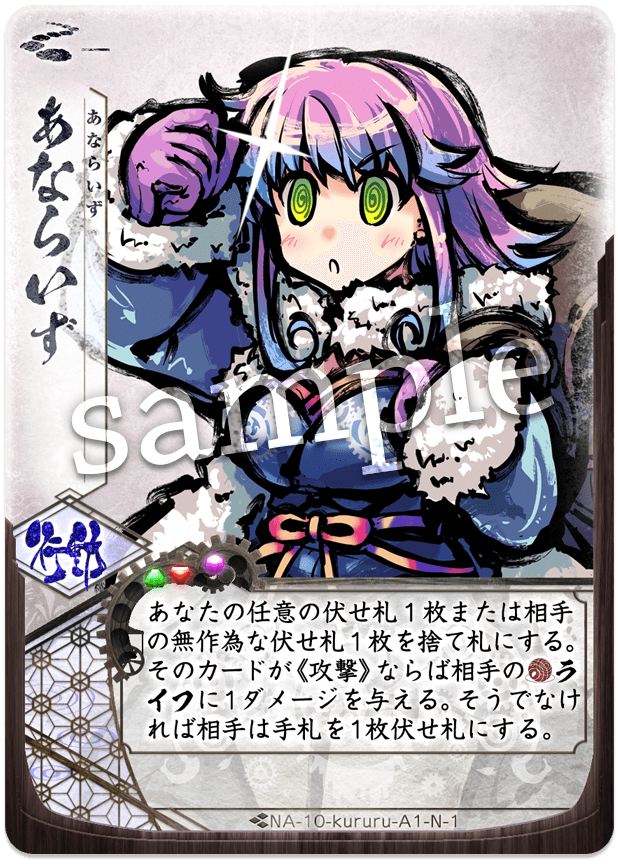 あならいず
あならいず
sample
行動
あなたの任意の伏せ札1枚または相手
の無作為な伏せ札1枚を捨て札にする。
そのカードが《攻撃》ならば相手のラ
イフに1ダメージを与える。そうでなけ
れば相手は手札を1枚伏せ札にする。
NA-10-kururu-A1-N-1